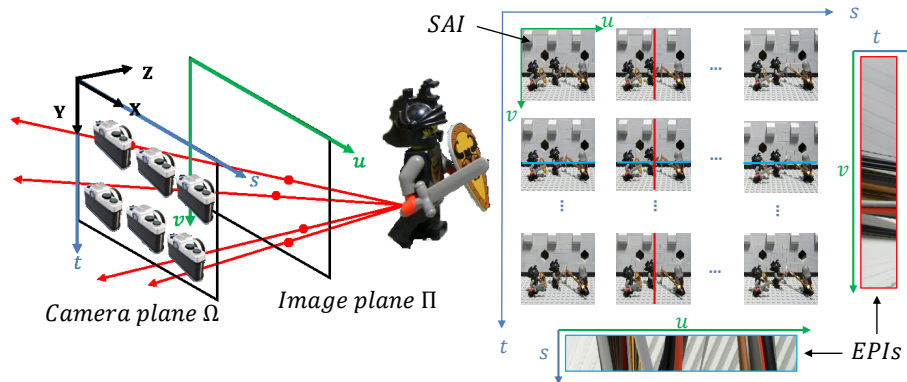 Z
X
Y
s
u
v
t
Camera plane Ω
Image plane Π
SAI
u
s
v
...
...
⋮
⋮
⋮
...
t
t
v
u
s
EPIs